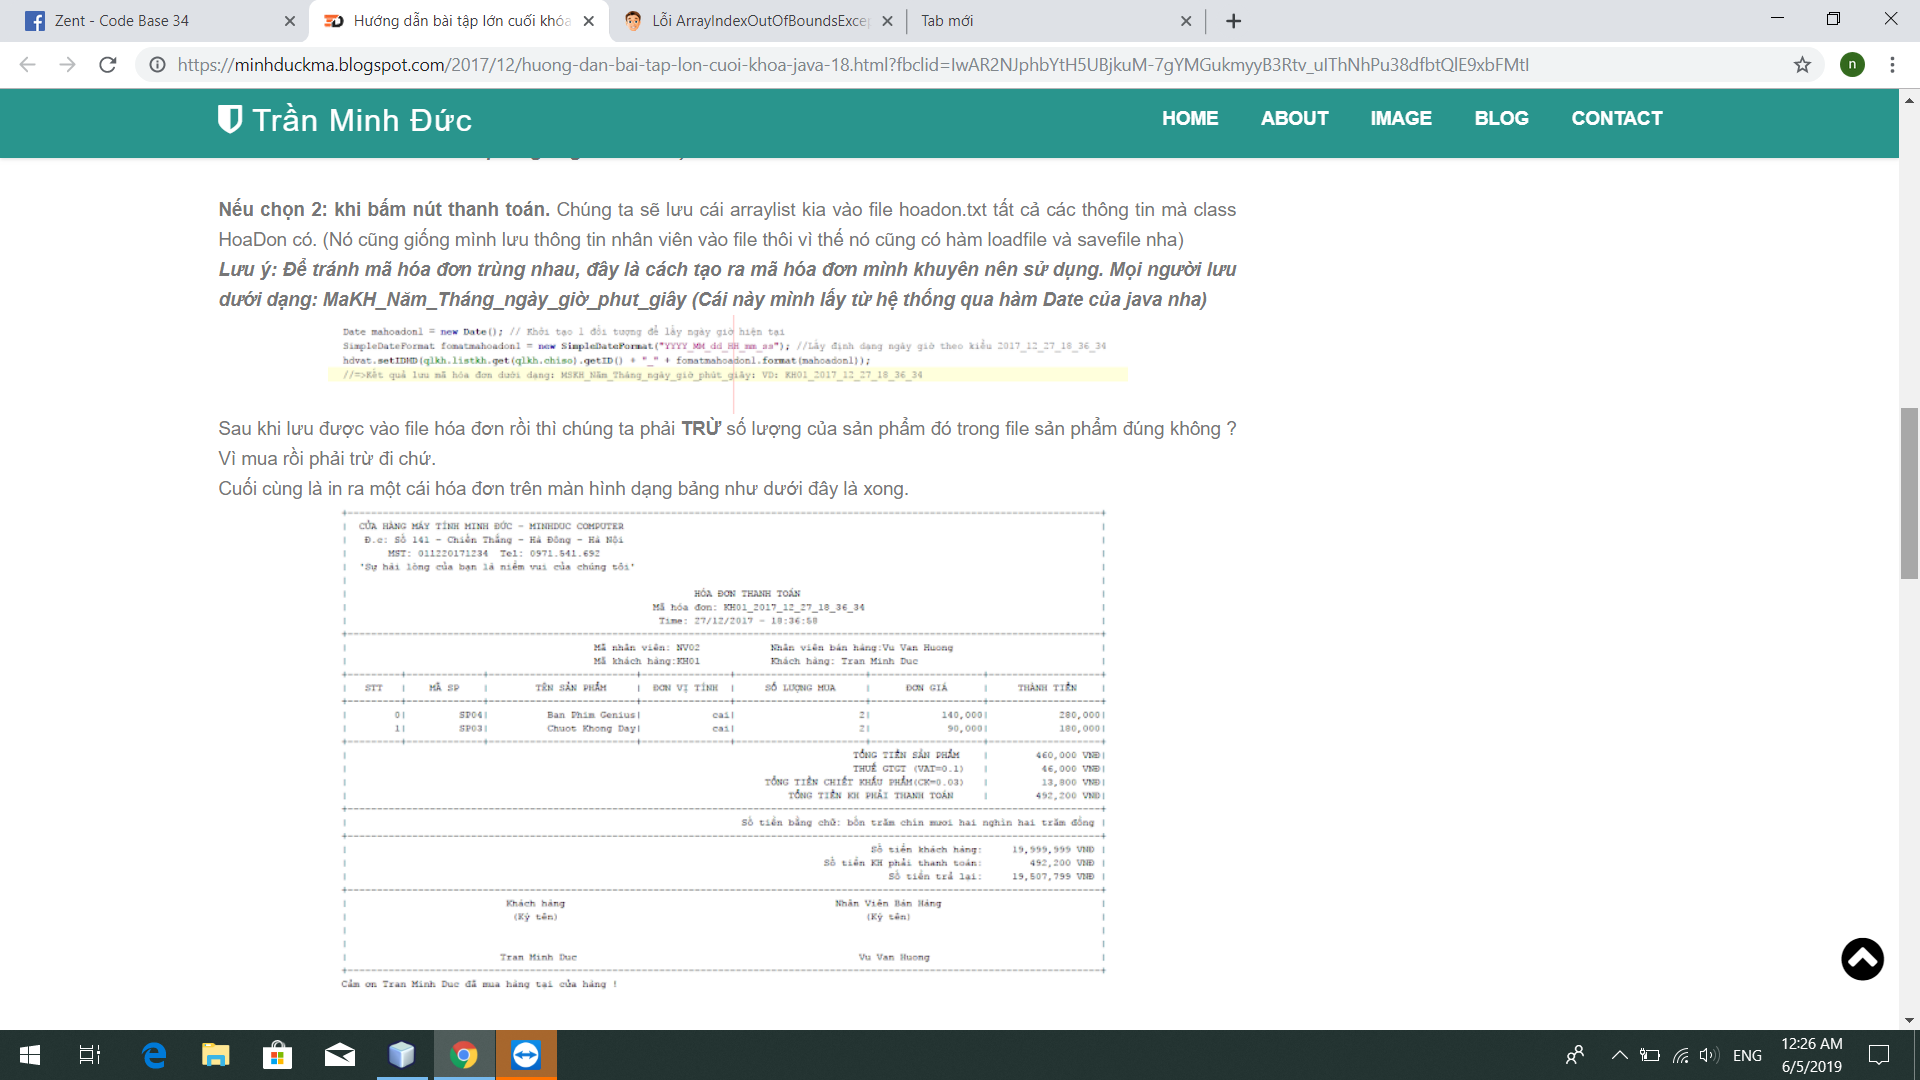 Zent - Code Base 34
Hướng dẫn bài tập lớn cuối khóa
Lỗi ArrayIndexOutOfBoundsExcep
Tab mới
https://minhduckma.blogspot.com/2017/12/huong-dan-bai-tap-lon-cuoi-khoa-java-18.html?fbclid=IwAR2NJphbYtH5UBjkuM-7gYMGukmyyB3Rtv_uIThNhPu38dfbtQlE9xbFMtI
n
Trần Minh Đức
HOME
ABOUT
IMAGE
BLOG
CONTACT
Nếu chọn 2: khi bấm nút thanh toán. Chúng ta sẽ lưu cái arraylist kia vào file hoadon.txt tất cả các thông tin mà class
HoaDon có. (Nó cũng giống mình lưu thông tin nhân viên vào file thôi vì thế nó cũng có hàm loadfile và savefile nha)
Lưu ý: Để tránh mã hóa đơn trùng nhau, đây là cách tạo ra mã hóa đơn mình khuyên nên sử dụng. Mọi người lưu
dưới dạng: MaKH_Năm_Tháng_ngày_giờ_phut_giây (Cái này mình lấy từ hệ thống qua hàm Date của java nha)
Date mahoadon1 = new Date(); // Khởi tạo 1 đối tượng để lấy ngày giờ hiện tại
SimpleDateFormat fomatmahoadon1 = new SimpleDateFormat("YYYY_MM_dd_HH_mm_ss"); //Lấy định dạng ngày giờ theo kiểu 2017_12_27_18_36_34
hdvat.setIDHD(qlkh.listkh.get(qlkh.chiso).getID() + "_" + fomatmahoadon1.format(mahoadon1));
//=>Kết quả lưu mã hóa đơn dưới dạng: MSKH_Năm_Tháng_ngày_giờ_phút_giây: VD: KH01_2017_12_27_18_36_34
Sau khi lưu được vào file hóa đơn rồi thì chúng ta phải TRỪ số lượng của sản phẩm đó trong file sản phẩm đúng không ?
Vì mua rồi phải trừ đi chứ.
Cuối cùng là in ra một cái hóa đơn trên màn hình dạng bảng như dưới đây là xong.
CỬA HÀNG MÁY TÍNH MINH ĐỨC - MINHDUC COMPUTER
Đ.c: Số 141 - Chiến Thắng - Hà Đông - Hà Nội
MST: 011220171234 Tel: 0971.541.692
'Sự hài lòng của bạn là niềm vui của chúng tôi'
HÓA ĐƠN THANH TOÁN
Mã hóa đơn: KH01_2017_12_27_18_36_34
Time: 27/12/2017 - 18:36:58
Mã nhân viên: NV02 Nhân viên bán hàng:Vu Van Huong
Mã khách hàng:KH01 Khách hàng: Tran Minh Duc
STT | MÃ SP | TÊN SẢN PHẨM | ĐƠN VỊ TÍNH | SỐ LƯỢNG MUA | ĐƠN GIÁ | THÀNH TIỀN
0| SP04| Ban Phim Genius| cai| 2| 140,000| 280,000|
1| SP03| Chuot Khong Day| cai| 2| 90,000| 180,000|
TỔNG TIỀN SẢN PHẨM | 460,000 VNĐ|
THUẾ GTGT (VAT=0.1) | 46,000 VNĐ|
TỔNG TIỀN CHIẾT KHẤU PHẨM(CK=0.03) | 13,800 VNĐ|
TỔNG TIỀN KH PHẢI THANH TOÁN | 492,200 VNĐ|
Số tiền bằng chữ: bốn trăm chín mươi hai nghìn hai trăm đồng |
Số tiền khách hàng: 19,999,999 VNĐ |
Số tiền KH phải thanh toán: 492,200 VNĐ |
Số tiền trả lại: 19,507,799 VNĐ |
Khách hàng Nhân Viên Bán Hàng
(Ký tên) (Ký tên)
Tran Minh Duc Vu Van Huong
Cảm ơn Tran Minh Duc đã mua hàng tại cửa hàng !
ENG
12:26 AM
6/5/2019